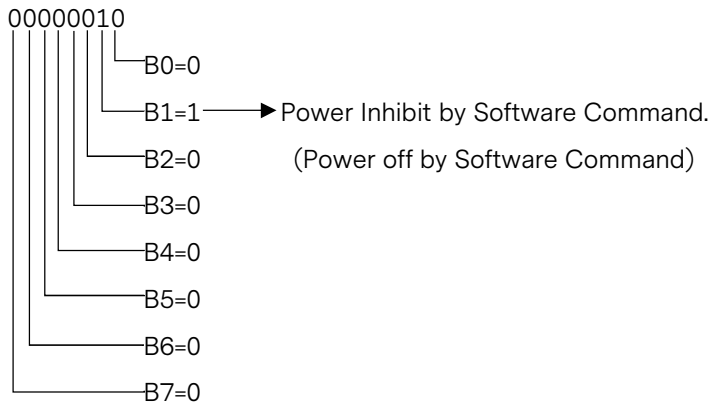 00000010
B0=0
B1=1 Power Inhibit by Software Command.
B2=0 (Power off by Software Command)
B3=0
B4=0
B5=0
B6=0
B7=0